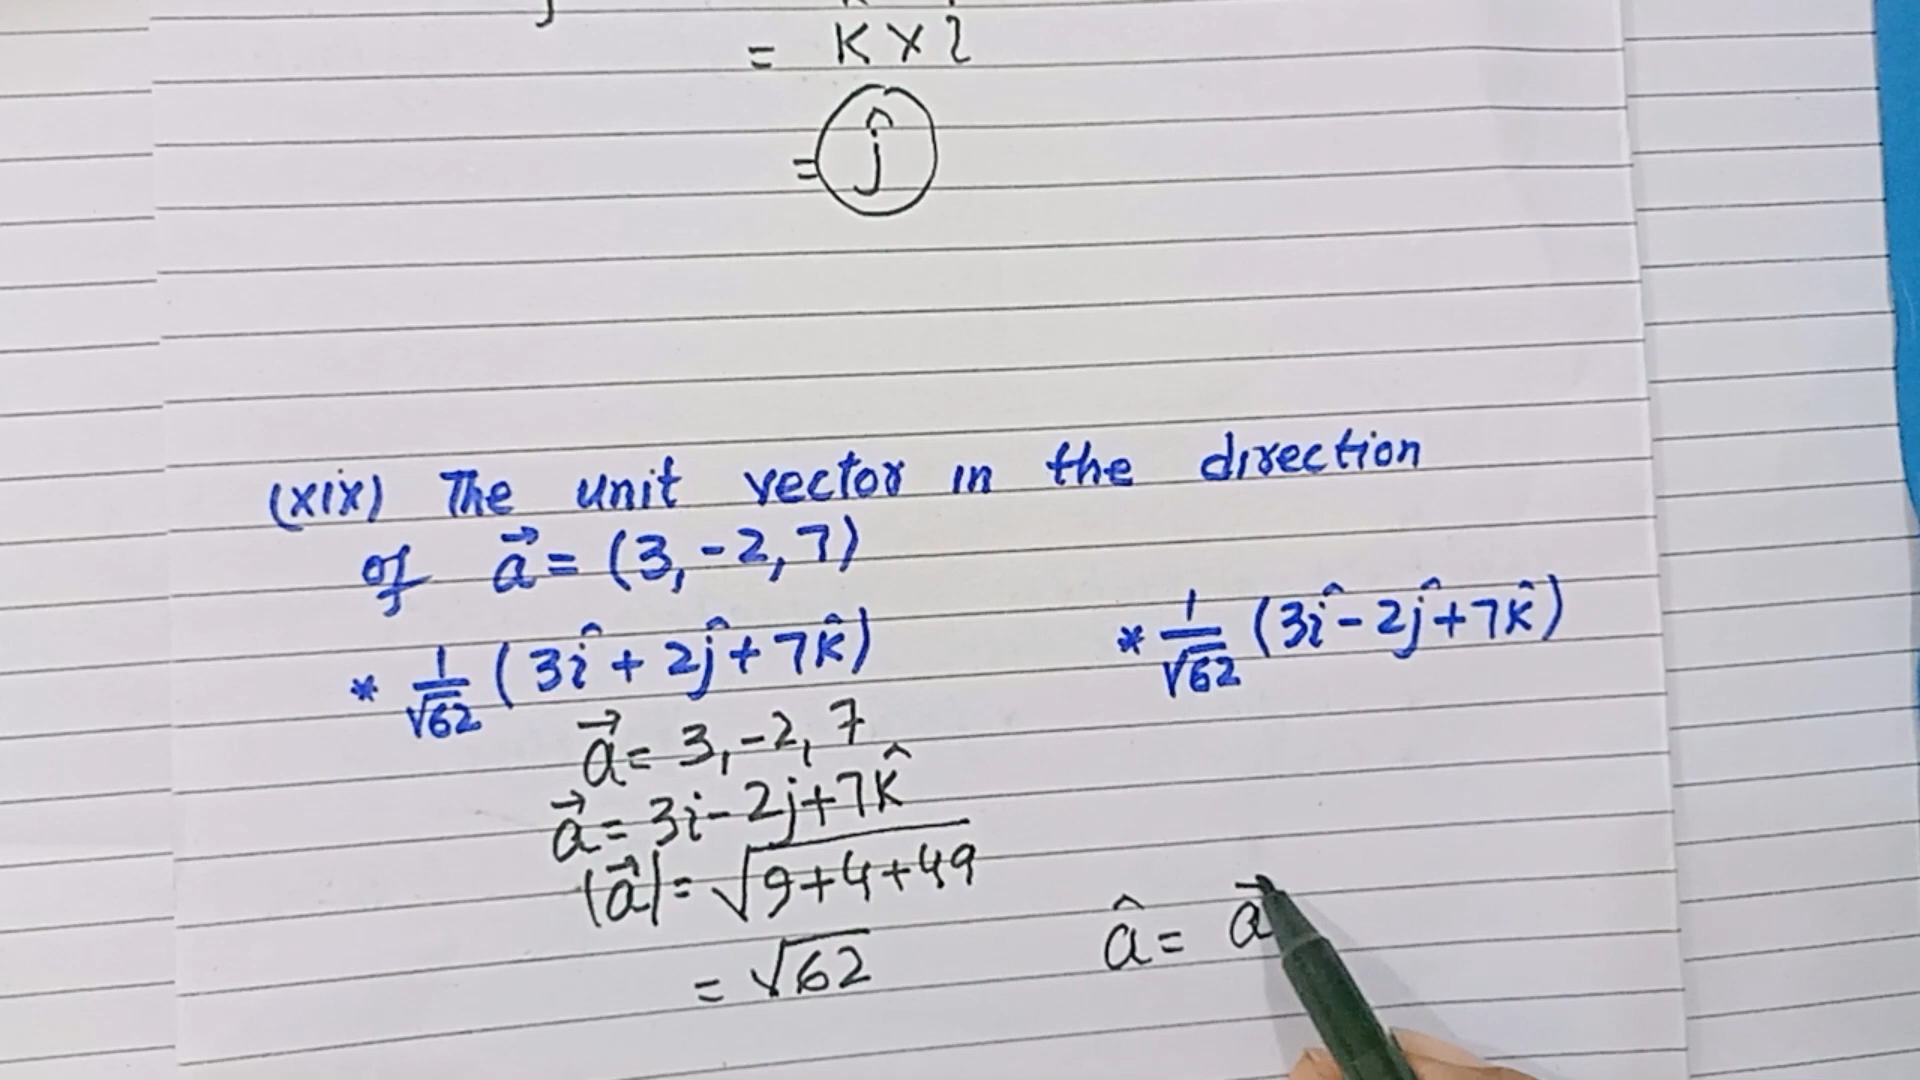 = k × i
= ĵ
(xix) The unit vector in the direction
of a⃗ = (3, -2, 7)
* 1/√62 (3î + 2ĵ + 7k̂) * 1/√62 (3î - 2ĵ + 7k̂)
a⃗ = 3, -2, 7
a⃗ = 3i - 2j + 7k̂
|a⃗| = √9+4+49
= √62 â = a⃗